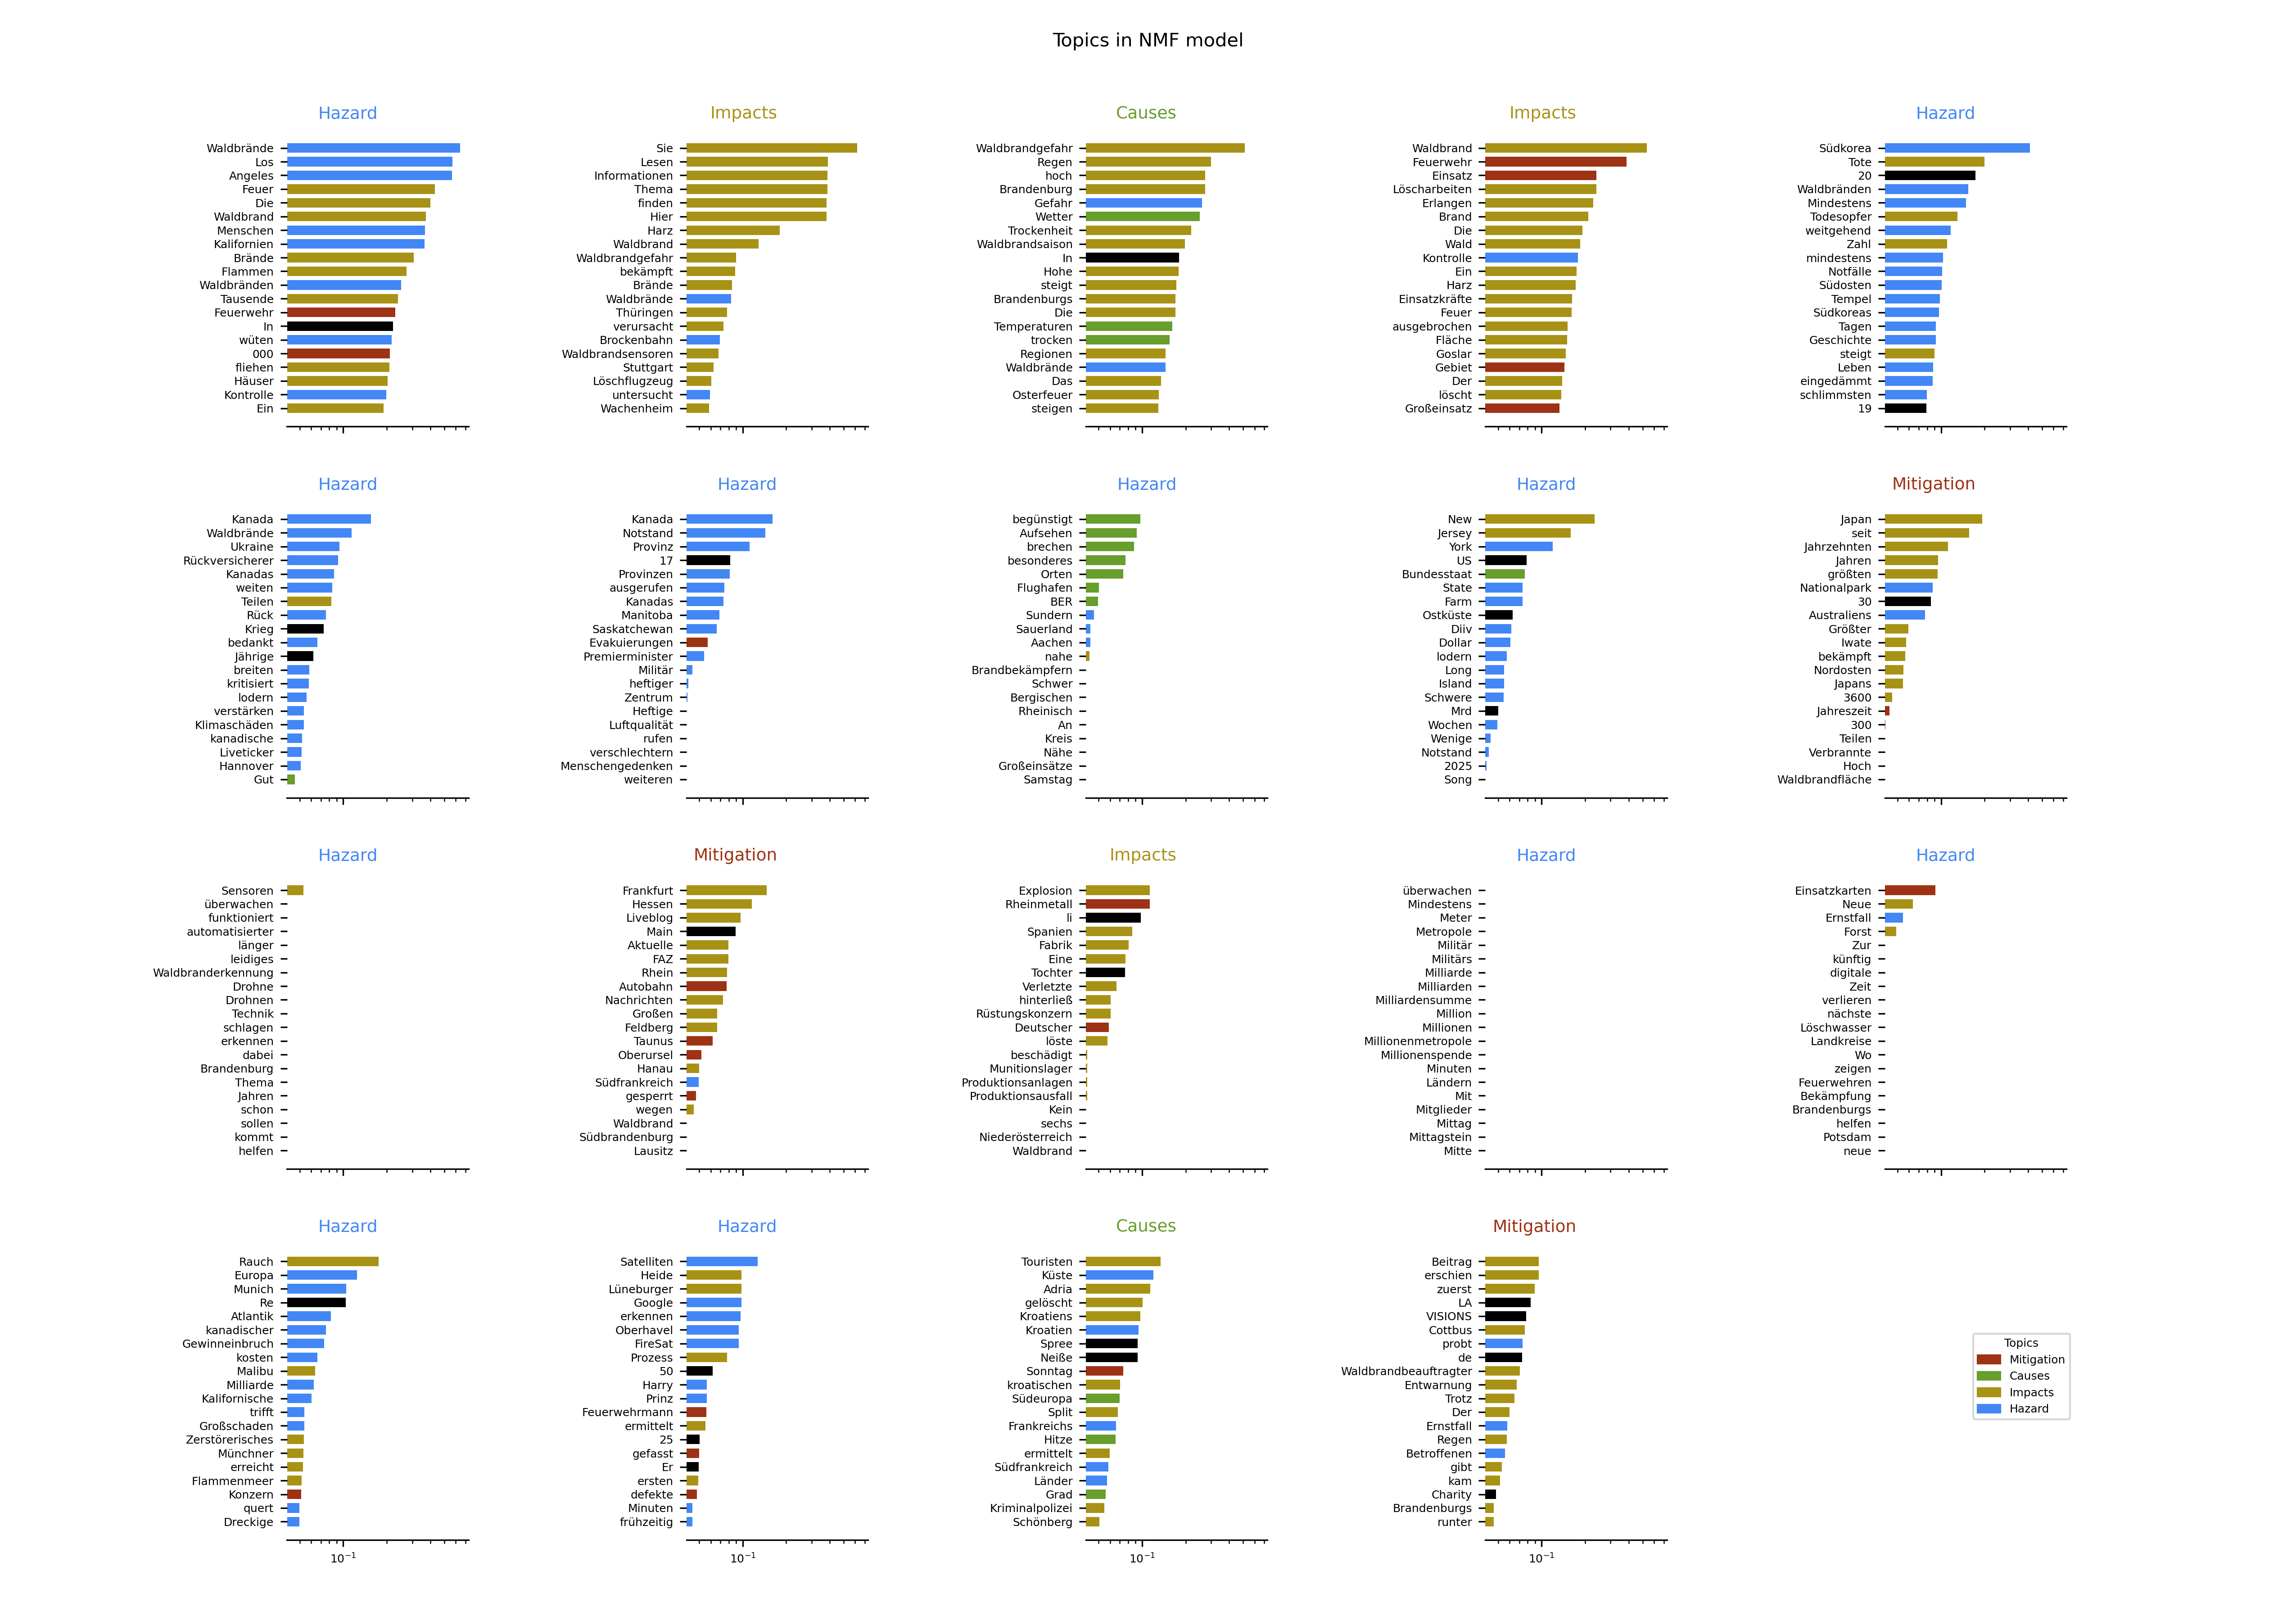 Topics in NMF model
Hazard
Waldbrände
Los
Angeles
Feuer
Die
Waldbrand
Menschen
Kalifornien
Brände
Flammen
Waldbränden
Tausende
Feuerwehr
In
wüten
000
fliehen
Häuser
Kontrolle
Ein
Impacts
Sie
Lesen
Informationen
Thema
finden
Hier
Harz
Waldbrand
Waldbrandgefahr
bekämpft
Brände
Waldbrände
Thüringen
verursacht
Brockenbahn
Waldbrandsensoren
Stuttgart
Löschflugzeug
untersucht
Wachenheim
Causes
Waldbrandgefahr
Regen
hoch
Brandenburg
Gefahr
Wetter
Trockenheit
Waldbrandsaison
In
Hohe
steigt
Brandenburgs
Die
Temperaturen
trocken
Regionen
Waldbrände
Das
Osterfeuer
steigen
Impacts
Waldbrand
Feuerwehr
Einsatz
Löscharbeiten
Erlangen
Brand
Die
Wald
Kontrolle
Ein
Harz
Einsatzkräfte
Feuer
ausgebrochen
Fläche
Goslar
Gebiet
Der
löscht
Großeinsatz
Hazard
Südkorea
Tote
20
Waldbränden
Mindestens
Todesopfer
weitgehend
Zahl
mindestens
Notfälle
Südosten
Tempel
Südkoreas
Tagen
Geschichte
steigt
Leben
eingedämmt
schlimmsten
19
Hazard
Kanada
Waldbrände
Ukraine
Rückversicherer
Kanadas
weiten
Teilen
Rück
Krieg
bedankt
Jährige
breiten
kritisiert
lodern
verstärken
Klimaschäden
kanadische
Liveticker
Hannover
Gut
Hazard
Kanada
Notstand
Provinz
17
Provinzen
ausgerufen
Kanadas
Manitoba
Saskatchewan
Evakuierungen
Premierminister
Militär
heftiger
Zentrum
Heftige
Luftqualität
rufen
verschlechtern
Menschengedenken
weiteren
Hazard
begünstigt
Aufsehen
brechen
besonderes
Orten
Flughafen
BER
Sundern
Sauerland
Aachen
nahe
Brandbekämpfern
Schwer
Bergischen
Rheinisch
An
Kreis
Nähe
Großeinsätze
Samstag
Hazard
New
Jersey
York
US
Bundesstaat
State
Farm
Ostküste
Diiv
Dollar
lodern
Long
Island
Schwere
Mrd
Wochen
Wenige
Notstand
2025
Song
Mitigation
Japan
seit
Jahrzehnten
Jahren
größten
Nationalpark
30
Australiens
Größter
Iwate
bekämpft
Nordosten
Japans
3600
Jahreszeit
300
Teilen
Verbrannte
Hoch
Waldbrandfläche
Hazard
Sensoren
überwachen
funktioniert
automatisierter
länger
leidiges
Waldbranderkennung
Drohne
Drohnen
Technik
schlagen
erkennen
dabei
Brandenburg
Thema
Jahren
schon
sollen
kommt
helfen
Mitigation
Frankfurt
Hessen
Liveblog
Main
Aktuelle
FAZ
Rhein
Autobahn
Nachrichten
Großen
Feldberg
Taunus
Oberursel
Hanau
Südfrankreich
gesperrt
wegen
Waldbrand
Südbrandenburg
Lausitz
Impacts
Explosion
Rheinmetall
li
Spanien
Fabrik
Eine
Tochter
Verletzte
hinterließ
Rüstungskonzern
Deutscher
löste
beschädigt
Munitionslager
Produktionsanlagen
Produktionsausfall
Kein
sechs
Niederösterreich
Waldbrand
Hazard
überwachen
Mindestens
Meter
Metropole
Militär
Militärs
Milliarde
Milliarden
Milliardensumme
Million
Millionen
Millionenmetropole
Millionenspende
Minuten
Ländern
Mit
Mitglieder
Mittag
Mittagstein
Mitte
Hazard
Einsatzkarten
Neue
Ernstfall
Forst
Zur
künftig
digitale
Zeit
verlieren
nächste
Löschwasser
Landkreise
Wo
zeigen
Feuerwehren
Bekämpfung
Brandenburgs
helfen
Potsdam
neue
Hazard
Rauch
Europa
Munich
Re
Atlantik
kanadischer
Gewinneinbruch
kosten
Malibu
Milliarde
Kalifornische
trifft
Großschaden
Zerstörerisches
Münchner
erreicht
Flammenmeer
Konzern
quert
Dreckige
10⁻¹
Hazard
Satelliten
Heide
Lüneburger
Google
erkennen
Oberhavel
FireSat
Prozess
50
Harry
Prinz
Feuerwehrmann
ermittelt
25
gefasst
Er
ersten
defekte
Minuten
frühzeitig
10⁻¹
Causes
Touristen
Küste
Adria
gelöscht
Kroatiens
Kroatien
Spree
Neiße
Sonntag
kroatischen
Südeuropa
Split
Frankreichs
Hitze
ermittelt
Südfrankreich
Länder
Grad
Kriminalpolizei
Schönberg
10⁻¹
Mitigation
Beitrag
erschien
zuerst
LA
VISIONS
Cottbus
probt
de
Waldbrandbeauftragter
Entwarnung
Trotz
Der
Ernstfall
Regen
Betroffenen
gibt
kam
Charity
Brandenburgs
runter
10⁻¹
Topics
Mitigation
Causes
Impacts
Hazard